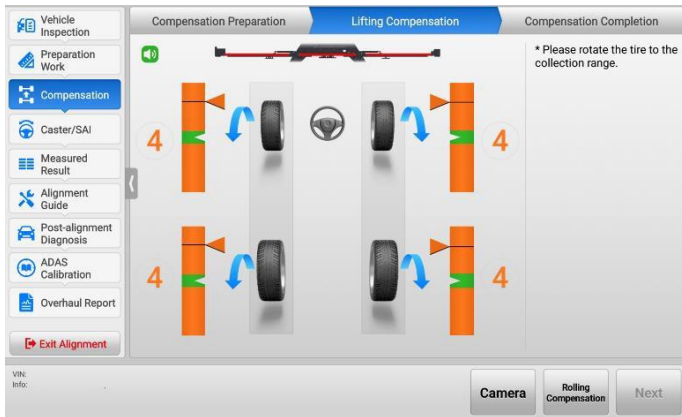 Vehicle
Inspection
Preparation
Work
Compensation
Caster/SAI
Measured
Result
Alignment
Guide
Post-alignment
Diagnosis
ADAS
Calibration
Overhaul Report
Exit Alignment
Compensation Preparation
Lifting Compensation
Compensation Completion
* Please rotate the tire to the
collection range.
4
4
4
4
VIN:
Info:
Camera
Rolling
Compensation
Next